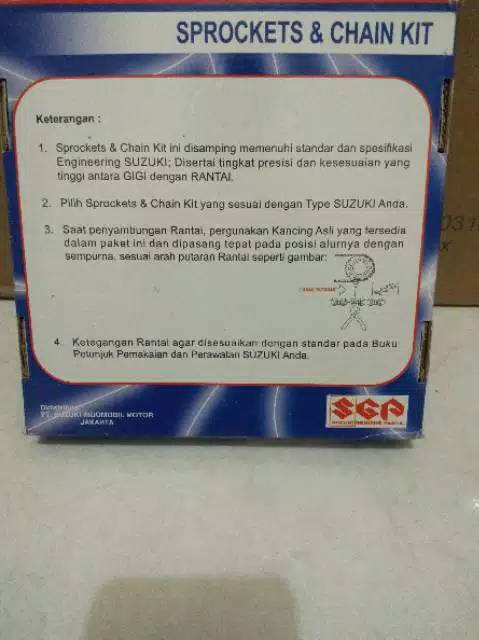 SPROCKETS & CHAIN KIT
Keterangan :
1. Sprockets & Chain Kit ini disamping memenuhi standar dan spesifikasi
Engineering SUZUKI; Disertai tingkat presisi dan kesesuaian yang
tinggi antara GIGI dengan RANTAI.
2. Pilih Sprockets & Chain Kit yang sesuai dengan Type SUZUKI Anda.
3. Saat penyambungan Rantai, pergunakan Kancing Asli yang tersedia
dalam paket ini dan dipasang tepat pada posisi alurnya dengan
sempurna, sesuai arah putaran Rantai seperti gambar:
4. Ketegangan Rantai agar disesuaikan dengan standar pada Buku
Petunjuk Pemakaian dan Perawatan SUZUKI Anda.
PT. SUZUKI INDOMOBIL MOTOR
JAKARTA
SGP